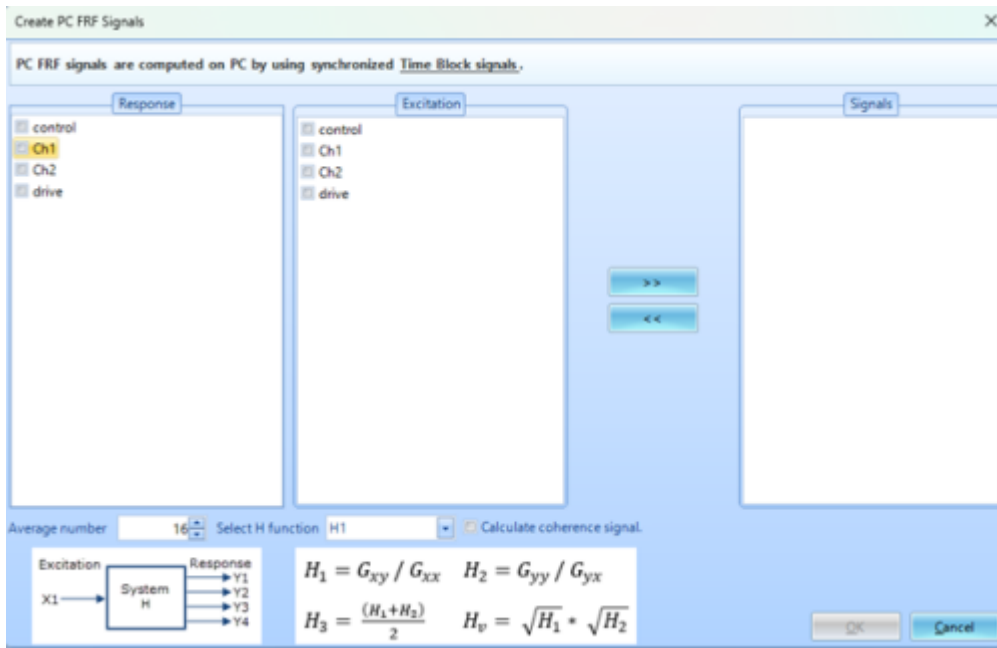 Create PC FRF Signals
PC FRF signals are computed on PC by using synchronized Time Block signals .
Response
control
Ch1
Ch2
drive
Excitation
control
Ch1
Ch2
drive
>>
<<
Signals
Average number 16 Select H function H1 Calculate coherence signal.
Excitation
X1
System
H
Response
Y1
Y2
Y3
Y4
H₁ = Gₓᵧ / Gₓₓ H₂ = Gᵧᵧ / Gᵧₓ
H₃ = (H₁+H₂) / 2 Hᵥ = √H₁ * √H₂
OK Cancel